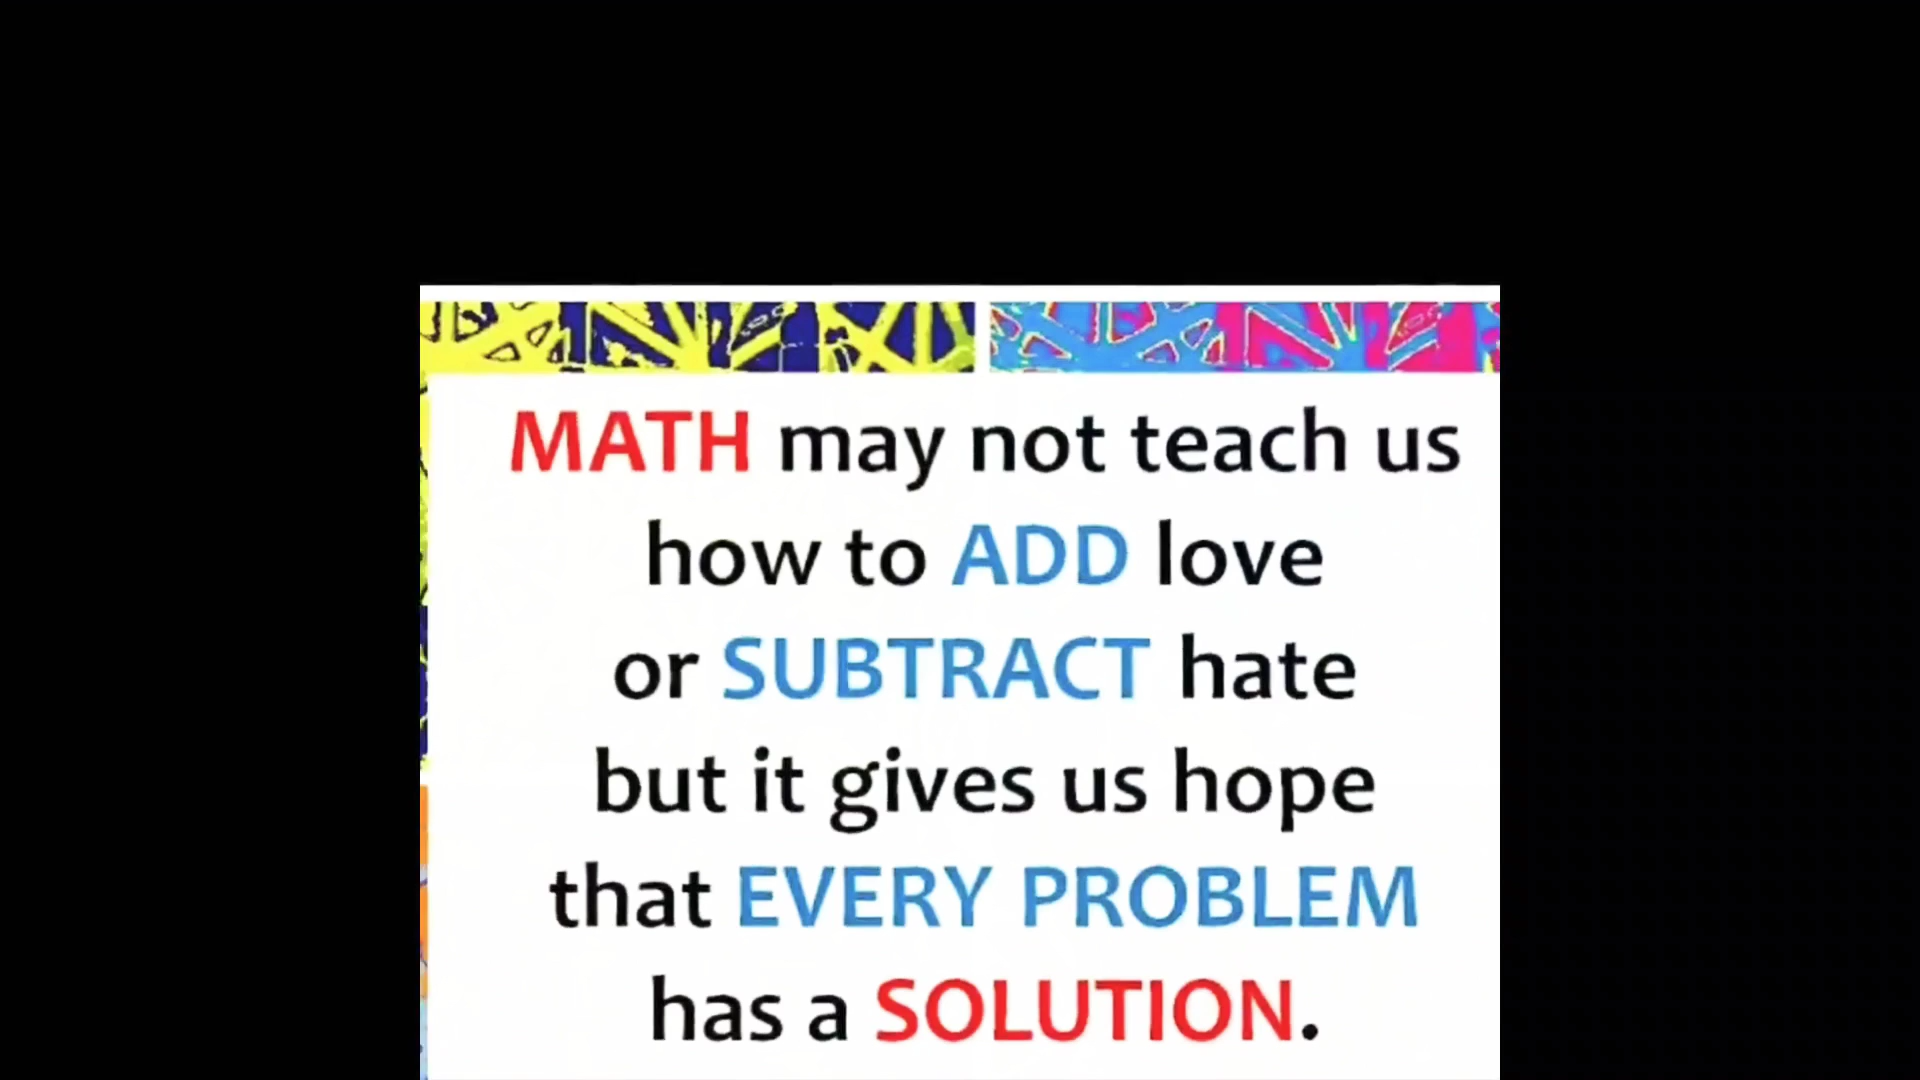 MATH may not teach us
how to ADD love
or SUBTRACT hate
but it gives us hope
that EVERY PROBLEM
has a SOLUTION.